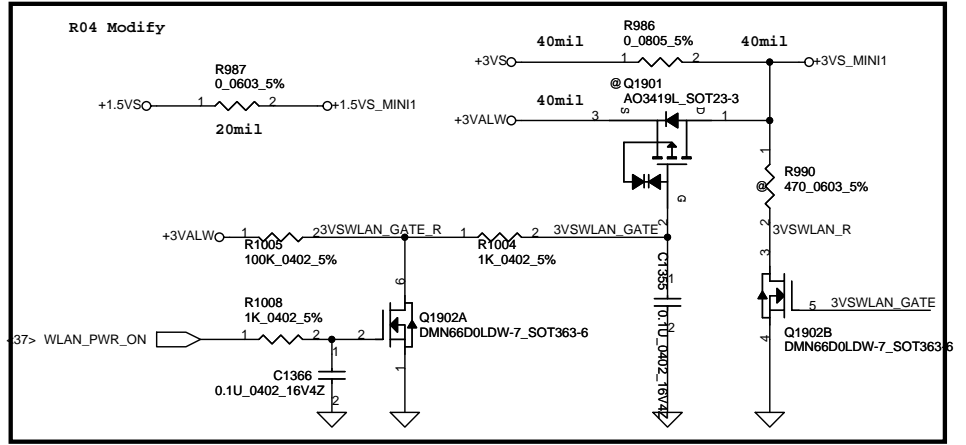 R04 Modify
R986
0_0805_5%
40mil
40mil
+3VS
1
2
+3VS_MINI1
R987
0_0603_5%
+1.5VS
1
2
+1.5VS_MINI1
20mil
@
Q1901
AO3419L_SOT23-3
40mil
S
D
+3VALW
3
1
G
2
1
R990
@
470_0603_5%
2
3VSWLAN_R
+3VALW
1
2
3VSWLAN_GATE_R
R1005
100K_0402_5%
1
2
3VSWLAN_GATE
R1004
1K_0402_5%
C1355
1
0.1U_0402_16V4Z
2
3
5
3VSWLAN_GATE
4
Q1902B
DMN66D0LDW-7_SOT363-6
6
R1008
1K_0402_5%
<37>
WLAN_PWR_ON
1
2
2
Q1902A
DMN66D0LDW-7_SOT363-6
1
1
C1366
0.1U_0402_16V4Z
2